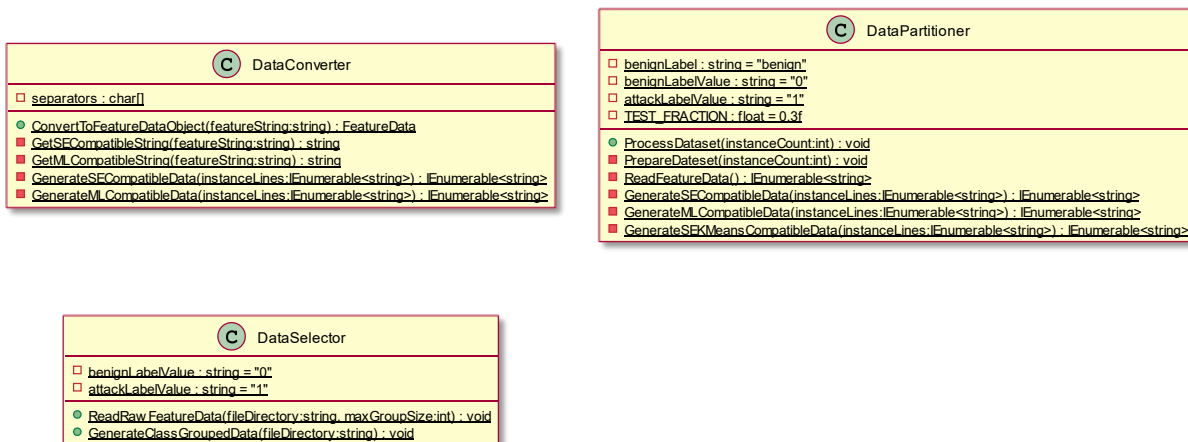 C DataConverter
separators : char[]
ConvertToFeatureDataObject(featureString:string) : FeatureData
GetSECompatibleString(featureString:string) : string
GetMLCompatibleString(featureString:string) : string
GenerateSECompatibleData(instanceLines:IEnumerable<string>) : IEnumerable<string>
GenerateMLCompatibleData(instanceLines:IEnumerable<string>) : IEnumerable<string>
C DataPartitioner
benignLabel : string = "benign"
benignLabelValue : string = "0"
attackLabelValue : string = "1"
TEST_FRACTION : float = 0.3f
ProcessDataset(instanceCount:int) : void
PrepareDateset(instanceCount:int) : void
ReadFeatureData() : IEnumerable<string>
GenerateSECompatibleData(instanceLines:IEnumerable<string>) : IEnumerable<string>
GenerateMLCompatibleData(instanceLines:IEnumerable<string>) : IEnumerable<string>
GenerateSEKMeansCompatibleData(instanceLines:IEnumerable<string>) : IEnumerable<string>
C DataSelector
benignLabelValue : string = "0"
attackLabelValue : string = "1"
ReadRawFeatureData(fileDirectory:string, maxGroupSize:int) : void
GenerateClassGroupedData(fileDirectory:string) : void